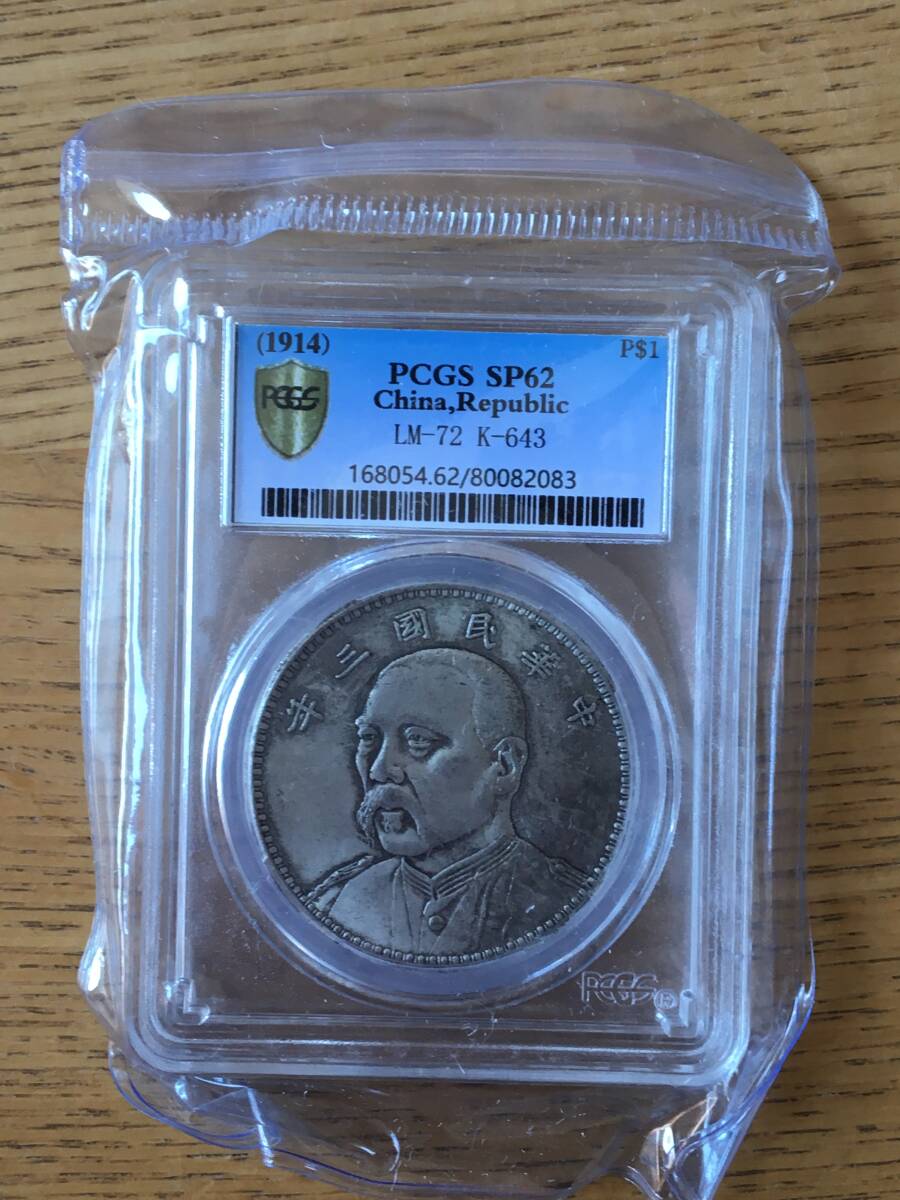 (1914)
P$1
PCGS
PCGS SP62
China,Republic
LM-72 K-643
168054.62/80082083
年三國民華中
PCGS